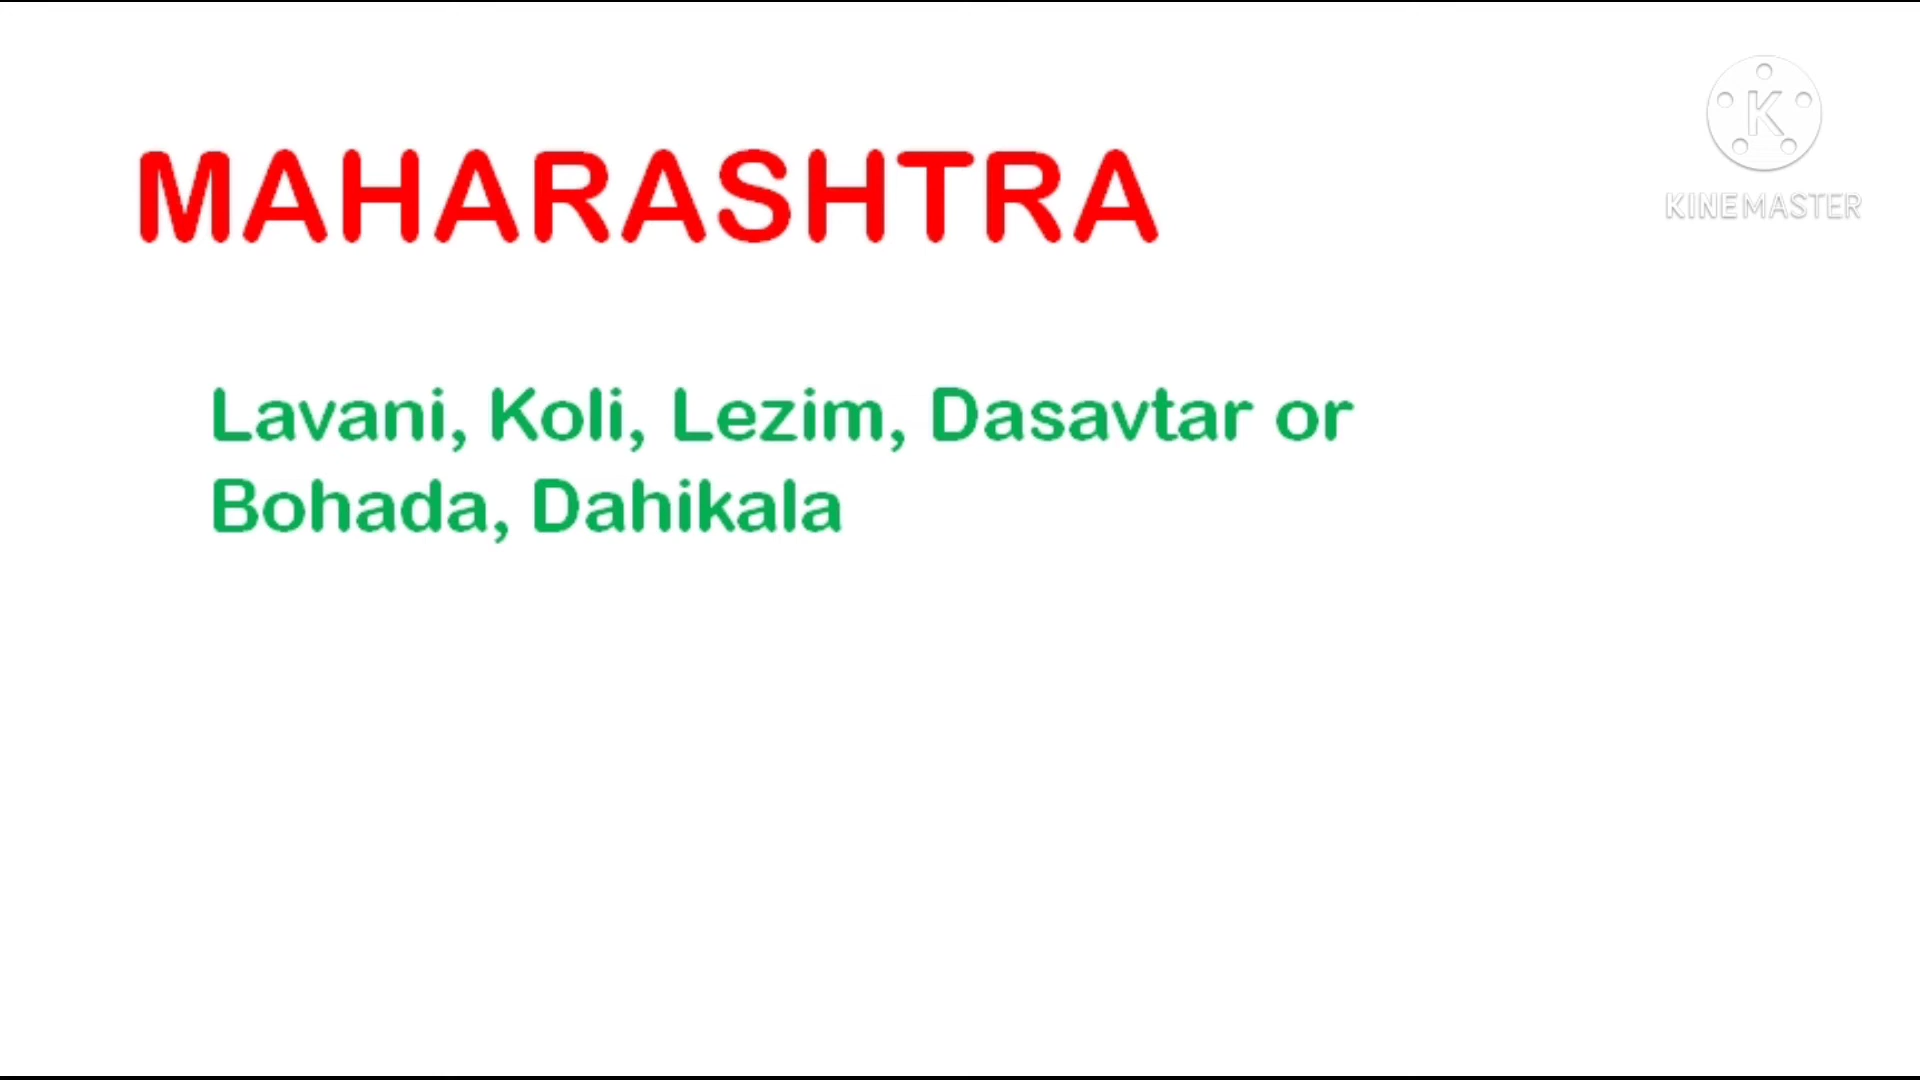 MAHARASHTRA
K
KINEMASTER
Lavani, Koli, Lezim, Dasavtar or
Bohada, Dahikala